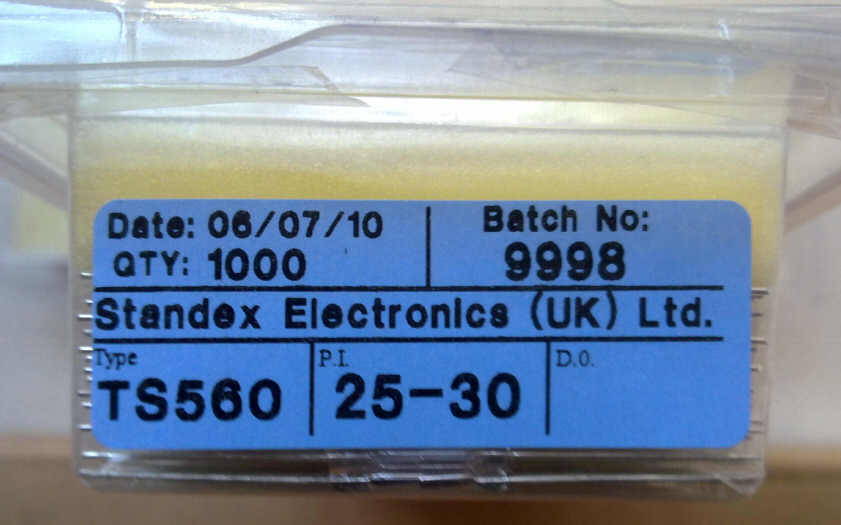 Date: 06/07/10
QTY: 1000
Batch No:
9998
Standex Electronics (UK) Ltd.
Type
TS560
P.I.
25-30
D.O.